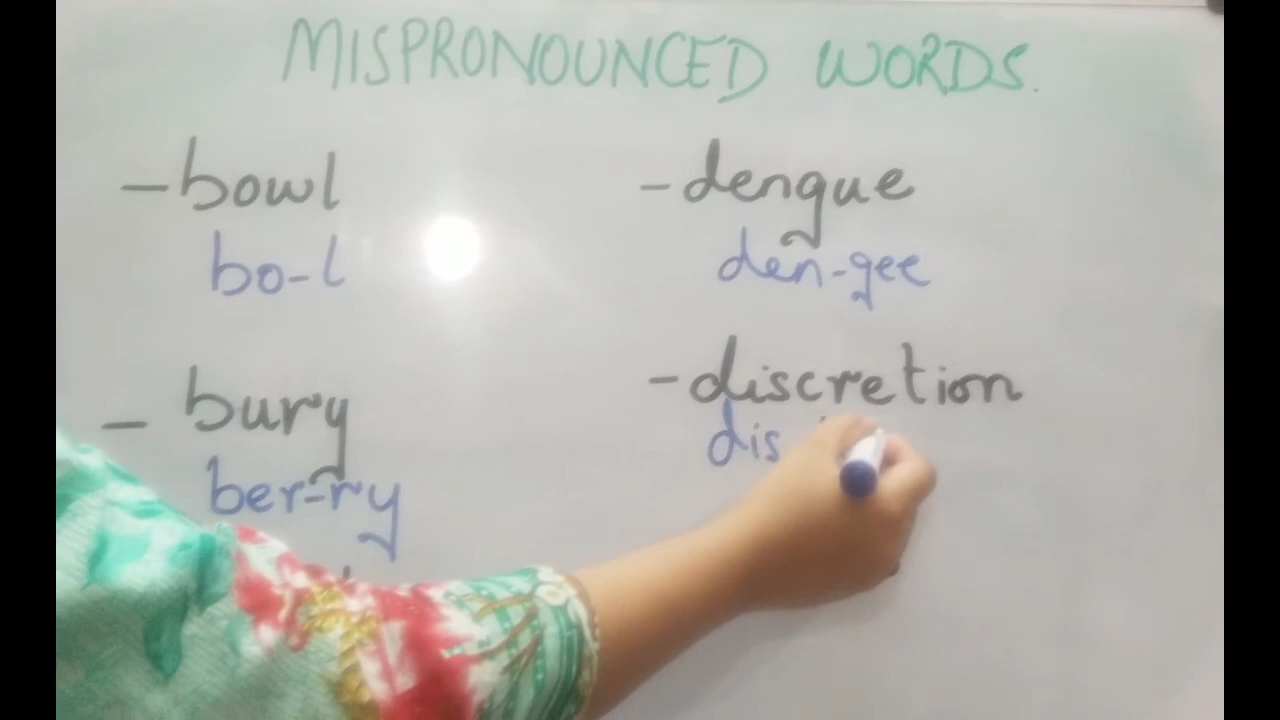 MISPRONOUNCED WORDS.
- bowl
bo-l
- bury
ber-ry
- dengue
den-gee
- discretion
dis